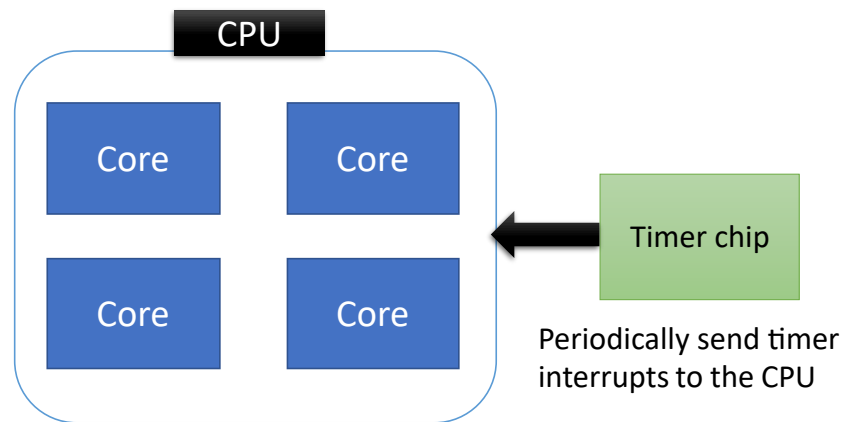 CPU
Core
Core
Core
Core
Timer chip
Periodically send timer
interrupts to the CPU